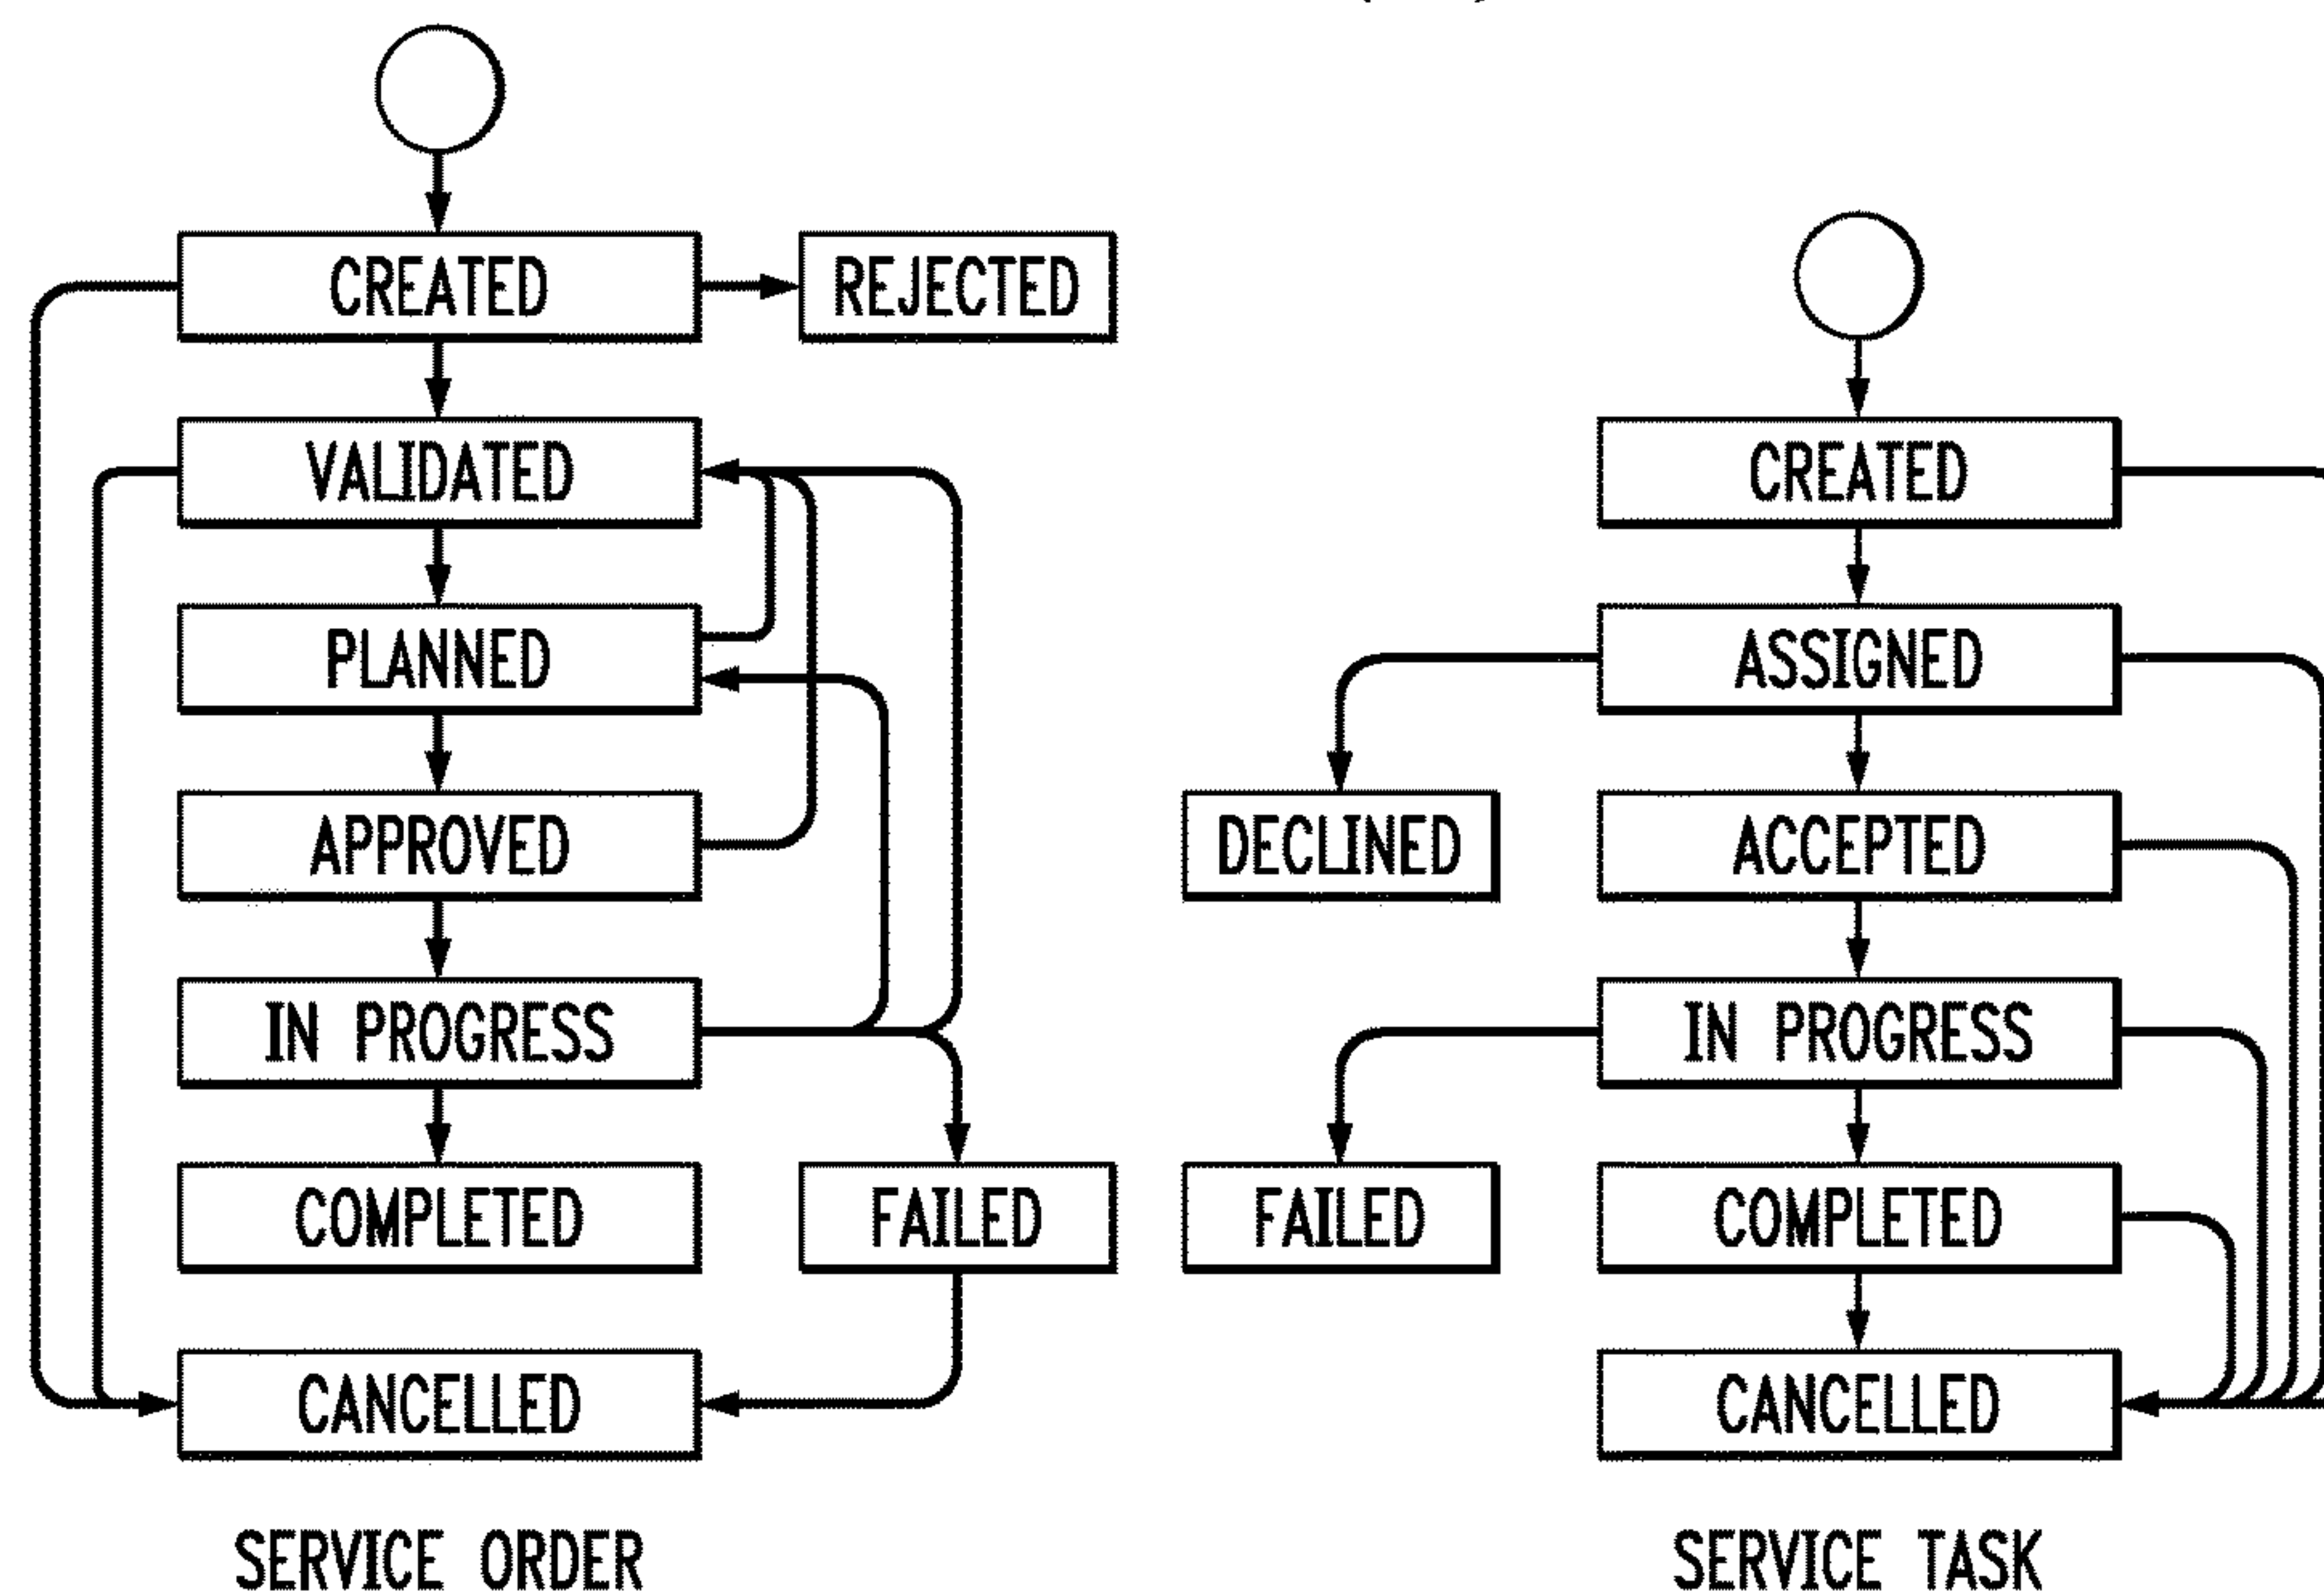 CREATED
REJECTED
VALIDATED
PLANNED
APPROVED
IN PROGRESS
COMPLETED
FAILED
CANCELLED
SERVICE ORDER
CREATED
ASSIGNED
DECLINED
ACCEPTED
IN PROGRESS
FAILED
COMPLETED
CANCELLED
SERVICE TASK